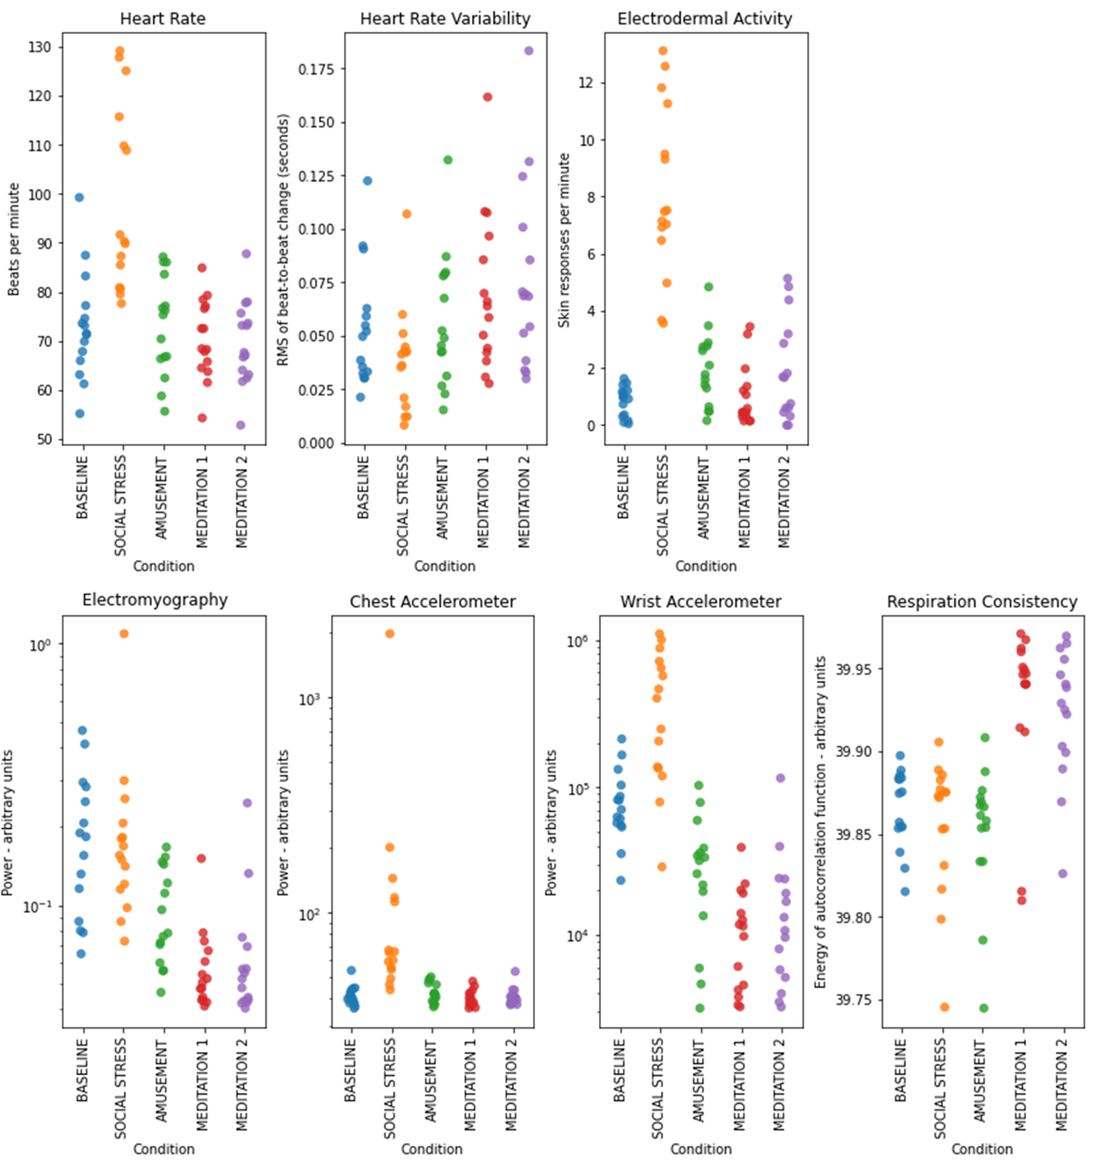 Heart Rate
Beats per minute
130
120
110
100
90
80
70
60
50
BASELINE
SOCIAL STRESS
AMUSEMENT
MEDITATION 1
MEDITATION 2
Condition
Heart Rate Variability
RMS of beat-to-beat change (seconds)
0.175
0.150
0.125
0.100
0.075
0.050
0.025
0.000
BASELINE
SOCIAL STRESS
AMUSEMENT
MEDITATION 1
MEDITATION 2
Condition
Electrodermal Activity
Skin responses per minute
12
10
8
6
4
2
0
BASELINE
SOCIAL STRESS
AMUSEMENT
MEDITATION 1
MEDITATION 2
Condition
Electromyography
Power - arbitrary units
10⁰
10⁻¹
BASELINE
SOCIAL STRESS
AMUSEMENT
MEDITATION 1
MEDITATION 2
Condition
Chest Accelerometer
Power - arbitrary units
10³
10²
BASELINE
SOCIAL STRESS
AMUSEMENT
MEDITATION 1
MEDITATION 2
Condition
Wrist Accelerometer
Power - arbitrary units
10⁶
10⁵
10⁴
BASELINE
SOCIAL STRESS
AMUSEMENT
MEDITATION 1
MEDITATION 2
Condition
Respiration Consistency
Energy of autocorrelation function - arbitrary units
39.95
39.90
39.85
39.80
39.75
BASELINE
SOCIAL STRESS
AMUSEMENT
MEDITATION 1
MEDITATION 2
Condition